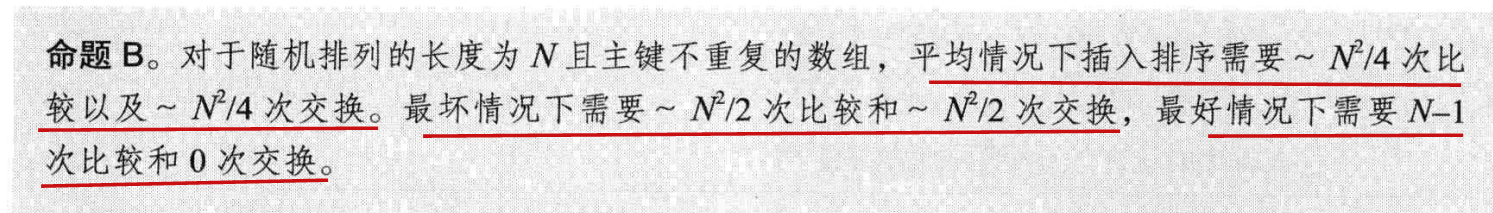 命题 B。对于随机排列的长度为 N 且主键不重复的数组，平均情况下插入排序需要 ~ N²/4 次比
较以及 ~ N²/4 次交换。最坏情况下需要 ~ N²/2 次比较和 ~ N²/2 次交换，最好情况下需要 N–1
次比较和 0 次交换。